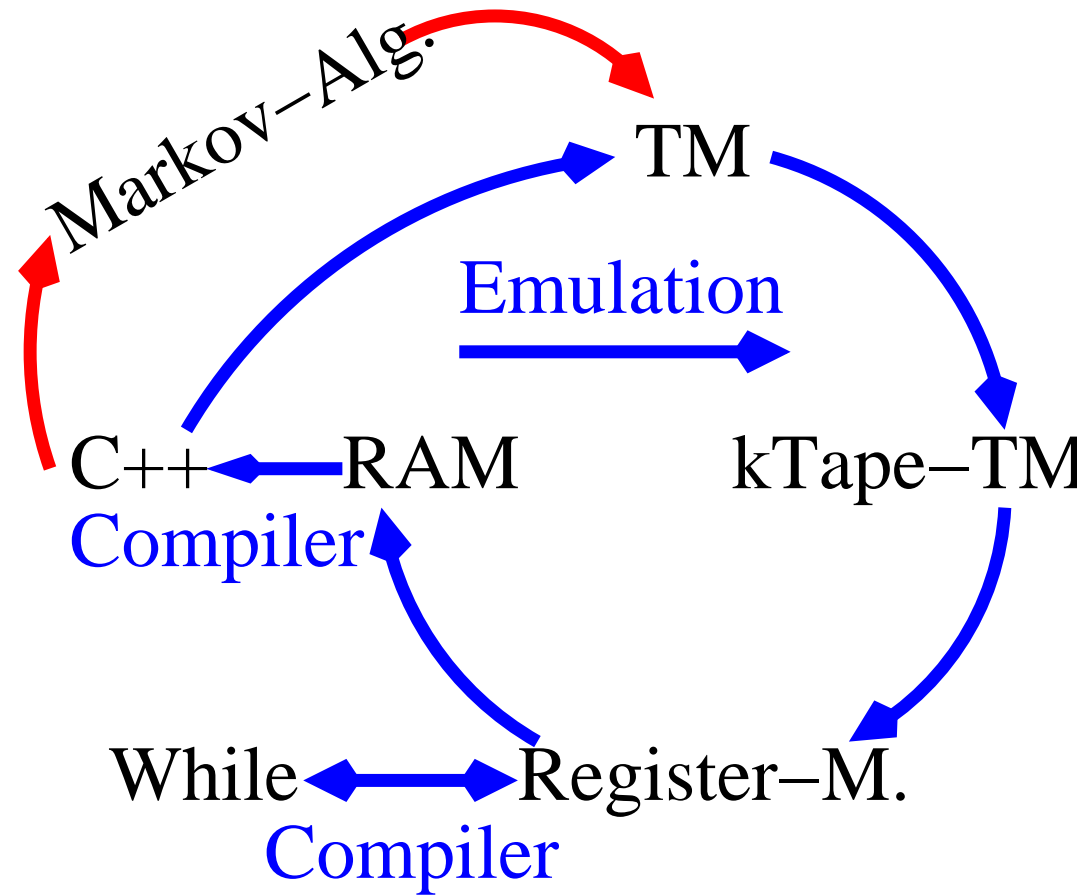 Markov–Alg.
TM
Emulation
C++
RAM
kTape–TM
Compiler
While
Register–M.
Compiler